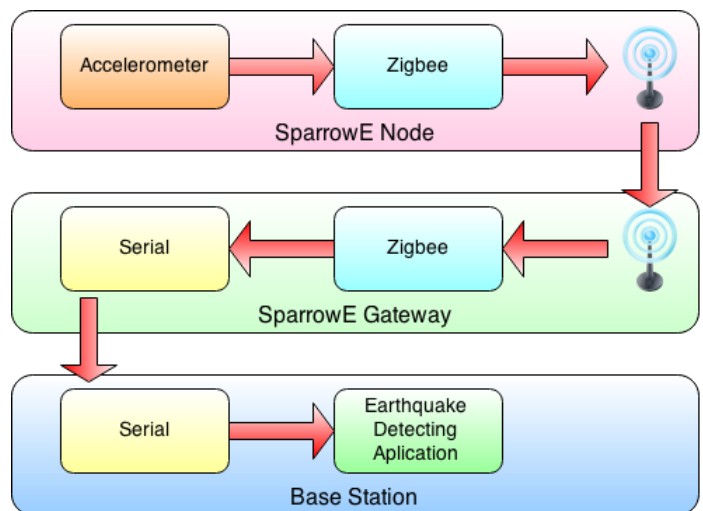 Accelerometer
Zigbee
SparrowE Node
Serial
Zigbee
SparrowE Gateway
Serial
Earthquake
Detecting
Aplication
Base Station